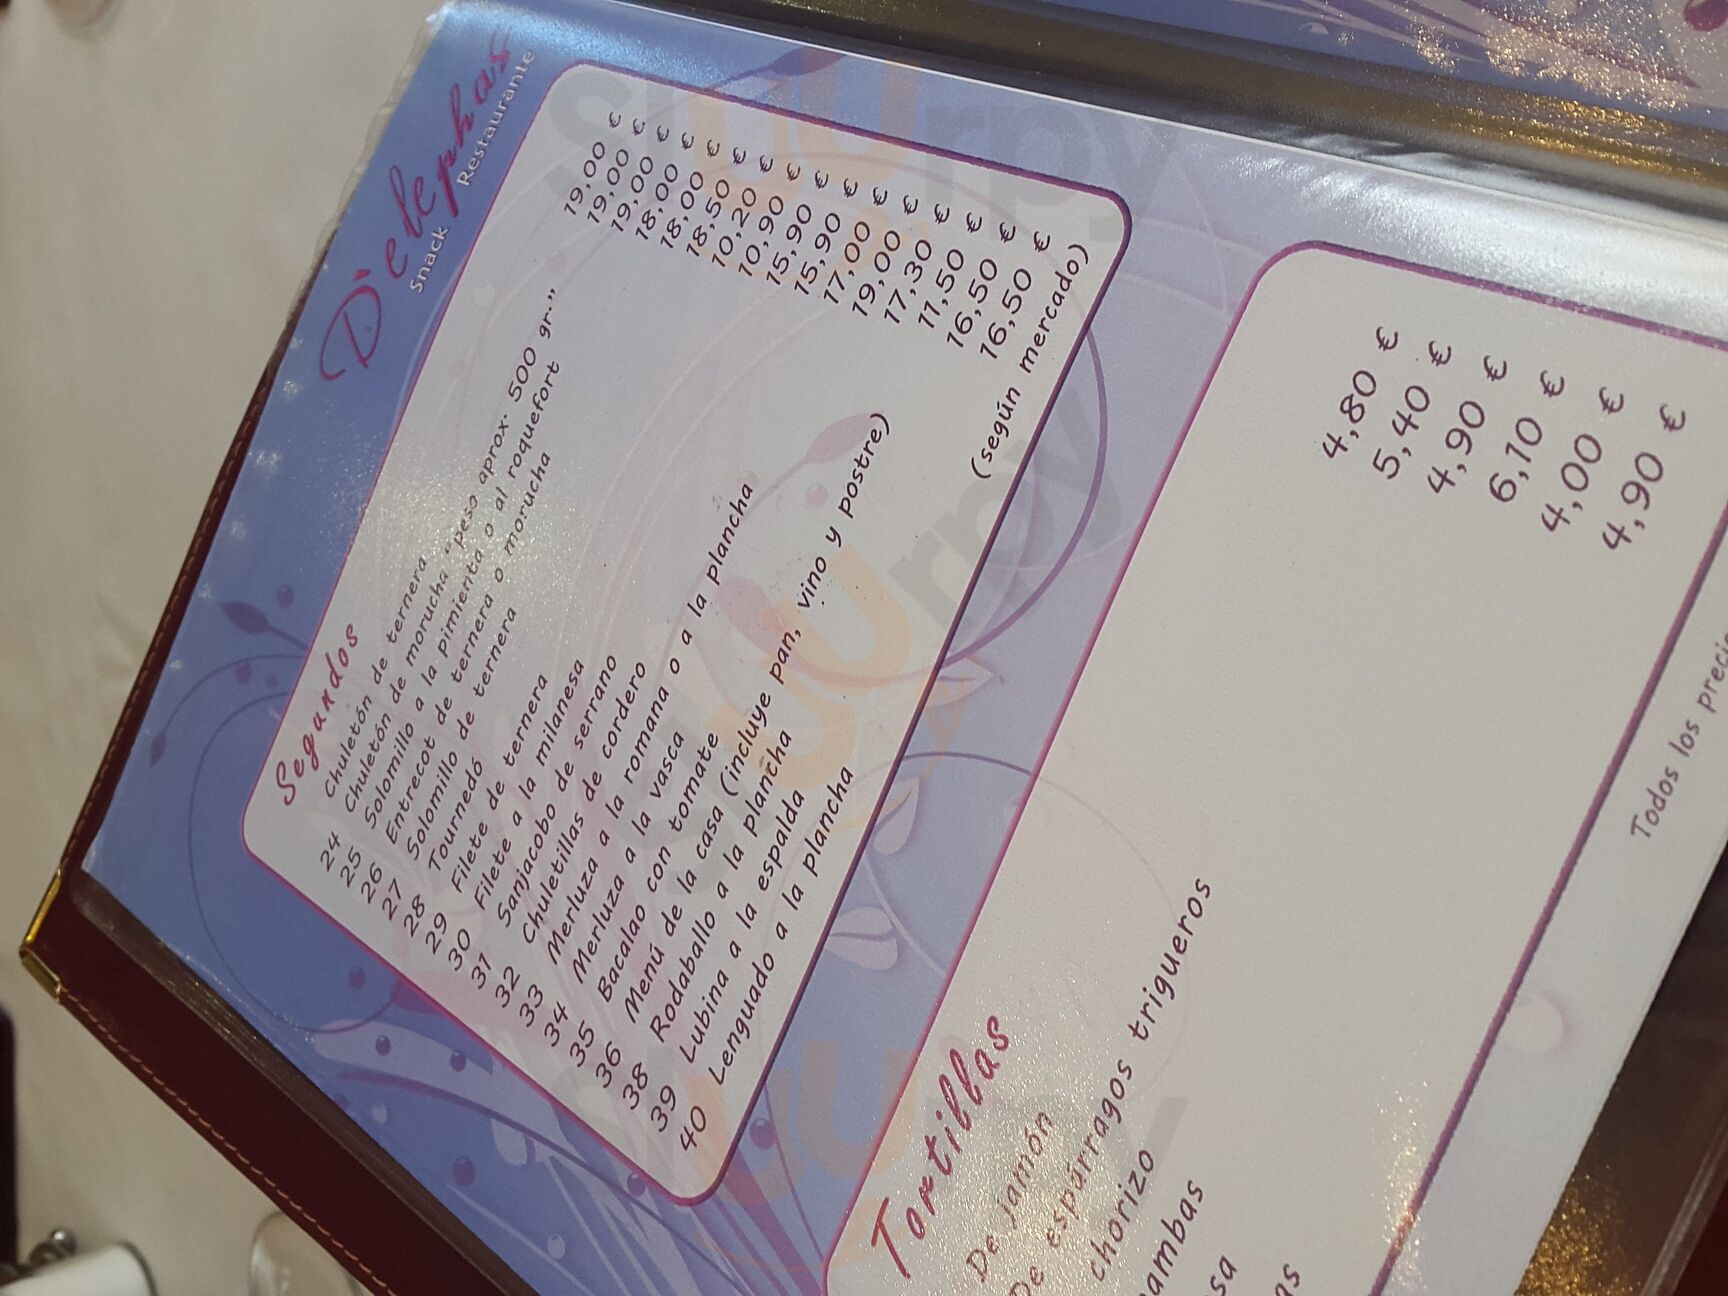 D'elephas
Snack Restaurante
Segundos
Chuletón de ternera 19,00 €
24 Chuletón de morucha "peso aprox. 500 gr." 19,00 €
25 Solomillo a la pimienta o al roquefort 19,00 €
26 Entrecot de ternera o morucha 18,00 €
27 Solomillo de ternera 18,00 €
28 Tournedó 18,50 €
29 Filete de ternera 10,20 €
30 Filete a la milanesa 10,90 €
31 Sanjacobo de serrano 15,90 €
32 Chuletillas de cordero 15,90 €
33 Merluza a la romana o a la plancha 17,00 €
34 Merluza a la vasca 19,00 €
35 Bacalao con tomate 17,30 €
36 Menú de la casa (incluye pan, vino y postre) 11,50 €
38 Rodaballo a la plancha 16,50 €
39 Lubina a la espalda 16,50 €
40 Lenguado a la plancha (según mercado)
Tortillas
De jamón 4,80 €
De espárragos trigueros 5,40 €
chorizo 4,90 €
6,10 €
4,00 €
4,90 €
Todos los